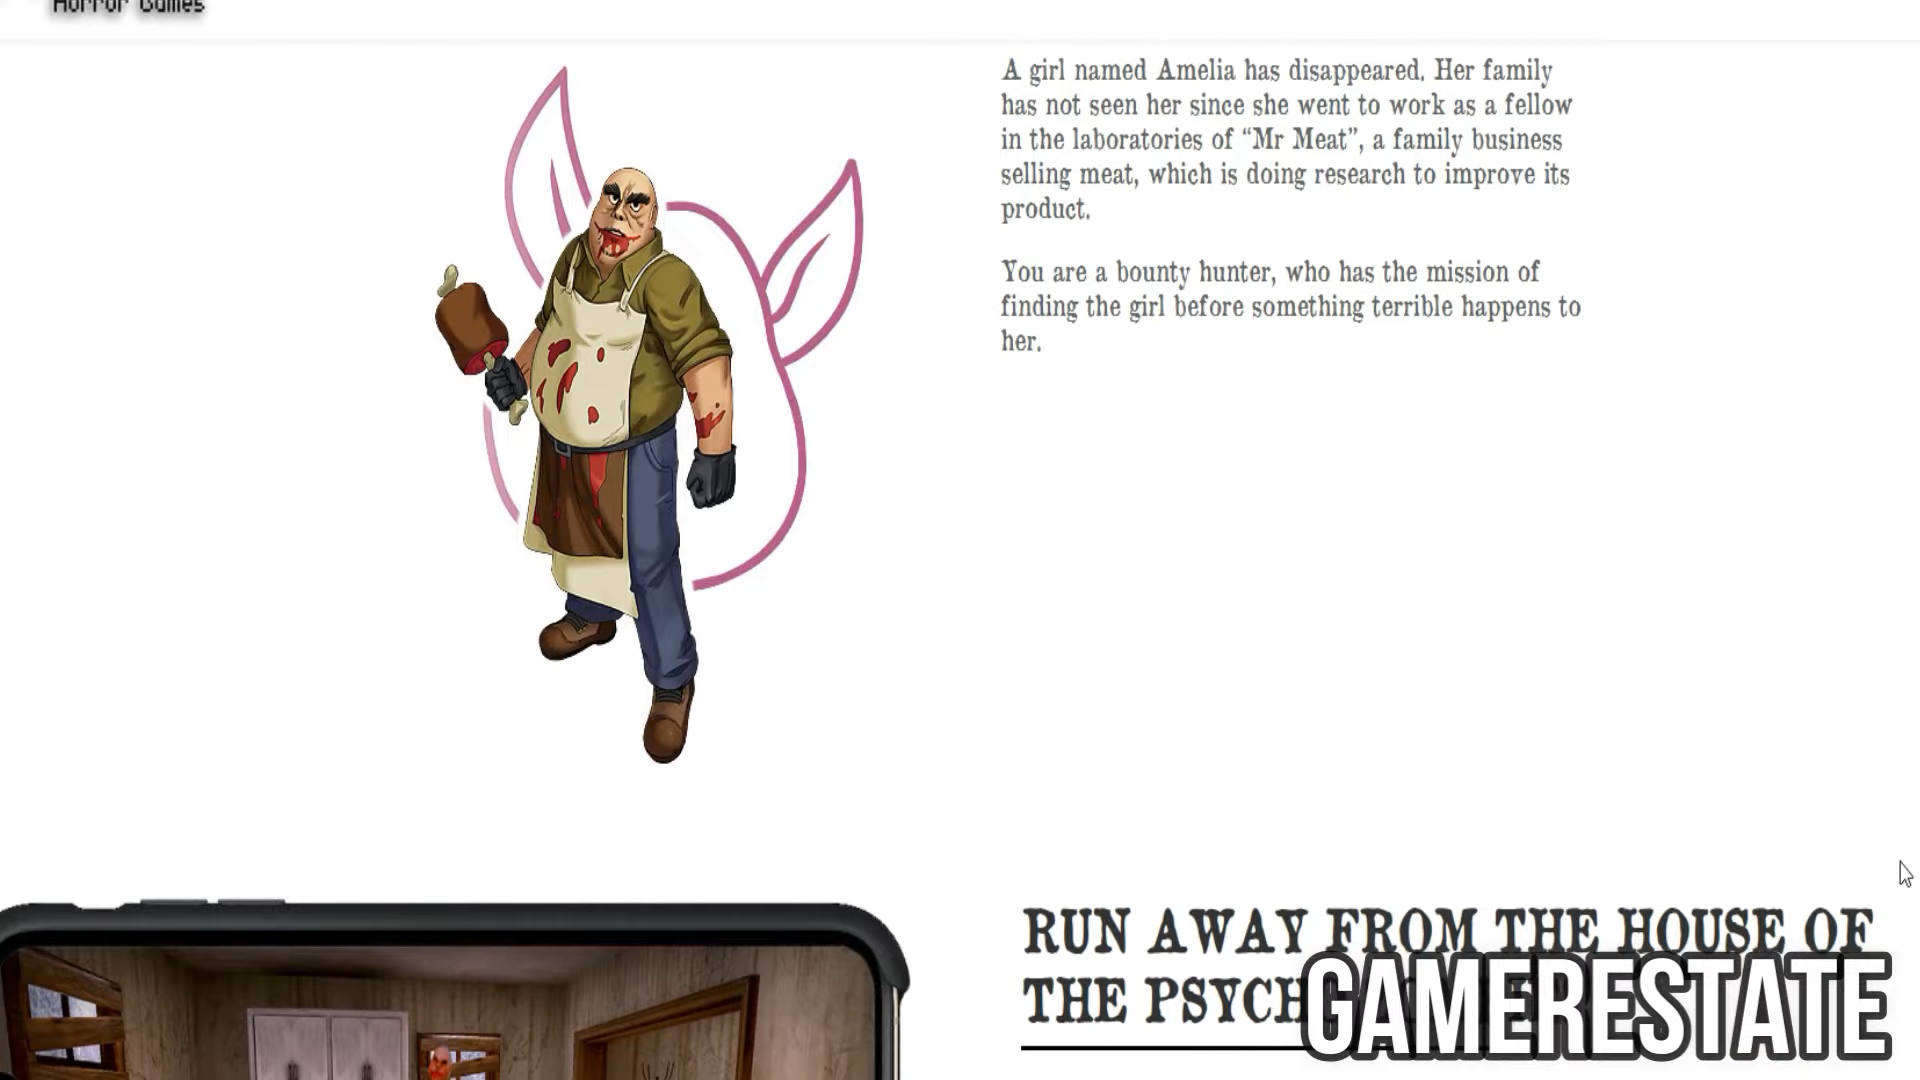 Horror Games
A girl named Amelia has disappeared. Her family
has not seen her since she went to work as a fellow
in the laboratories of “Mr Meat”, a family business
selling meat, which is doing research to improve its
product.
You are a bounty hunter, who has the mission of
finding the girl before something terrible happens to
her.
RUN AWAY FROM THE HOUSE OF
THE
GAMERESTATE